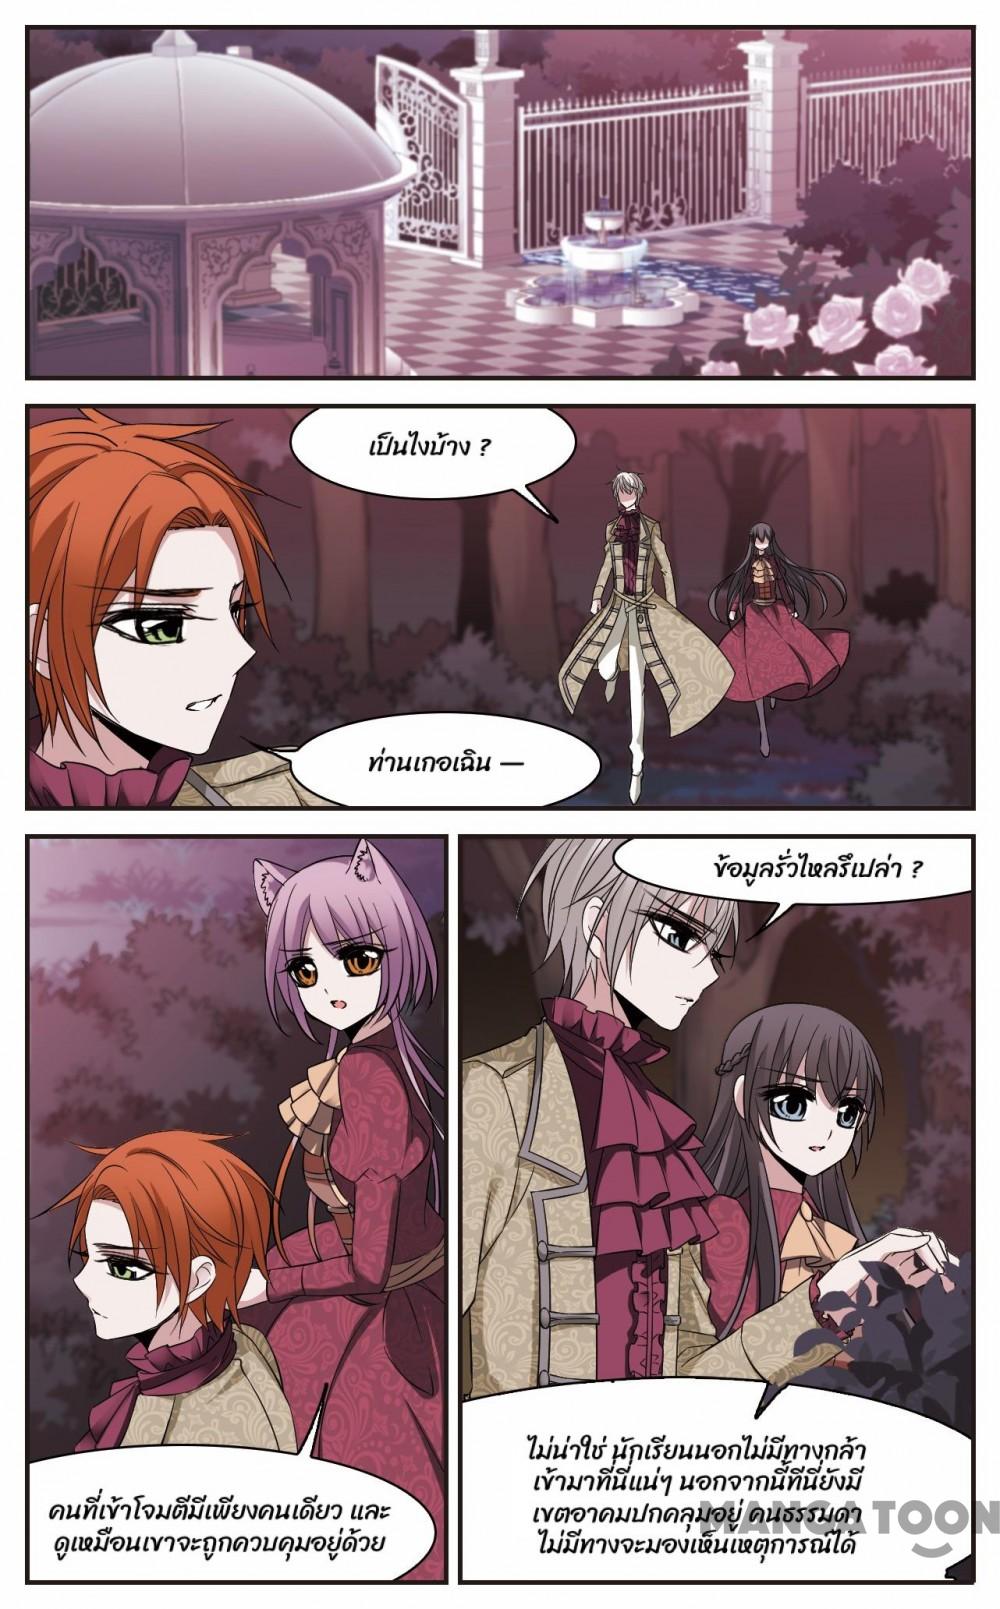 เป็นไงบ้าง ?
ท่านเกอเฉิน —
ข้อมูลรั่วไหลรึเปล่า ?
คนที่เข้าโจมตีมีเพียงคนเดียว และ
ดูเหมือนเขาจะถูกควบคุมอยู่ด้วย
ไม่น่าใช่ นักเรียนนอกไม่มีทางกล้า
เข้ามาที่นี่แน่ๆ นอกจากนี้ที่นี่ยังมี
เขตอาคมปกคลุมอยู่ คนธรรมดา
ไม่มีทางจะมองเห็นเหตุการณ์ได้
MANGATOON